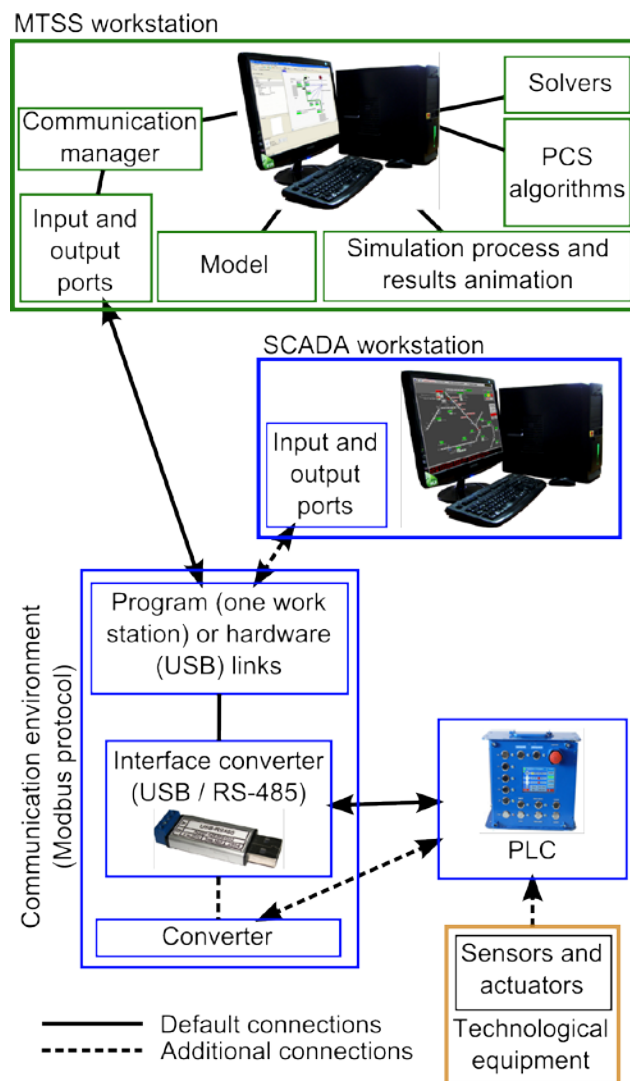 MTSS workstation
Communication
manager
Solvers
PCS
algorithms
Input and
output
ports
Model
Simulation process and
results animation
SCADA workstation
Input and
output
ports
Communication environment
(Modbus protocol)
Program (one work
station) or hardware
(USB) links
Interface converter
(USB / RS-485)
USB-RS485
Converter
PLC
Sensors and
actuators
Technological
equipment
Default connections
Additional connections